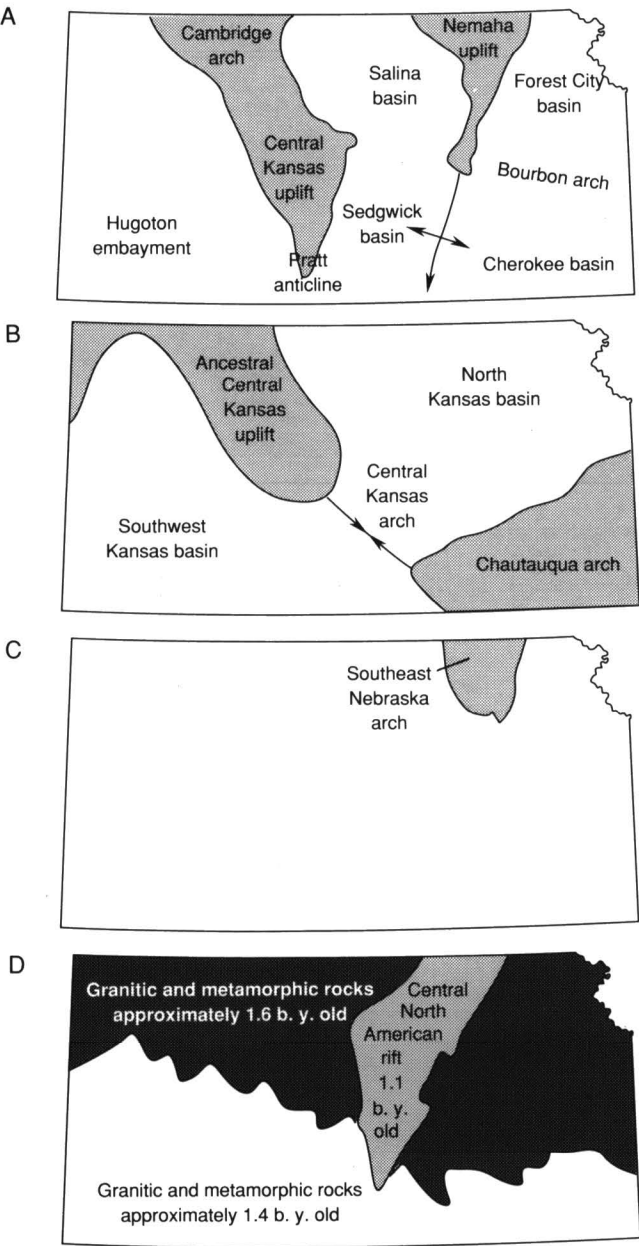 A
Cambridge
arch
Nemaha
uplift
Salina
basin
Forest City
basin
Central
Kansas
uplift
Bourbon arch
Hugoton
embayment
Sedgwick
basin
Pratt
anticline
Cherokee basin
B
Ancestral
Central
Kansas
uplift
North
Kansas basin
Central
Kansas
arch
Southwest
Kansas basin
Chautauqua arch
C
Southeast
Nebraska
arch
D
Granitic and metamorphic rocks
approximately 1.6 b. y. old
Central
North
American
rift
1.1
b. y.
old
Granitic and metamorphic rocks
approximately 1.4 b. y. old